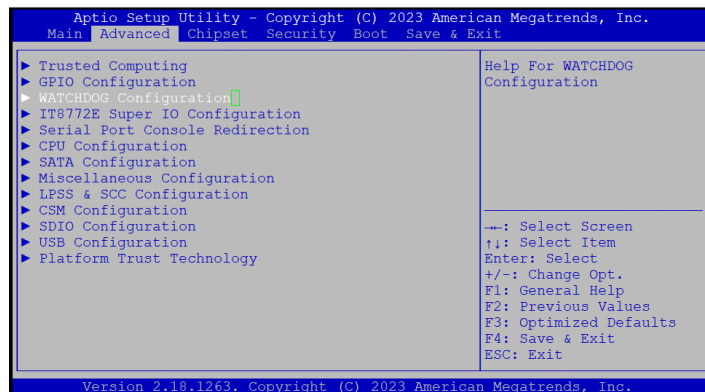 Aptio Setup Utility – Copyright (C) 2023 American Megatrends, Inc.
Main Advanced Chipset Security Boot Save & Exit
► Trusted Computing
► GPIO Configuration
► WATCHDOG Configuration
► IT8772E Super IO Configuration
► Serial Port Console Redirection
► CPU Configuration
► SATA Configuration
► Miscellaneous Configuration
► LPSS & SCC Configuration
► CSM Configuration
► SDIO Configuration
► USB Configuration
► Platform Trust Technology
Help For WATCHDOG
Configuration
→←: Select Screen
↑↓: Select Item
Enter: Select
+/-: Change Opt.
F1: General Help
F2: Previous Values
F3: Optimized Defaults
F4: Save & Exit
ESC: Exit
Version 2.18.1263. Copyright (C) 2023 American Megatrends, Inc.